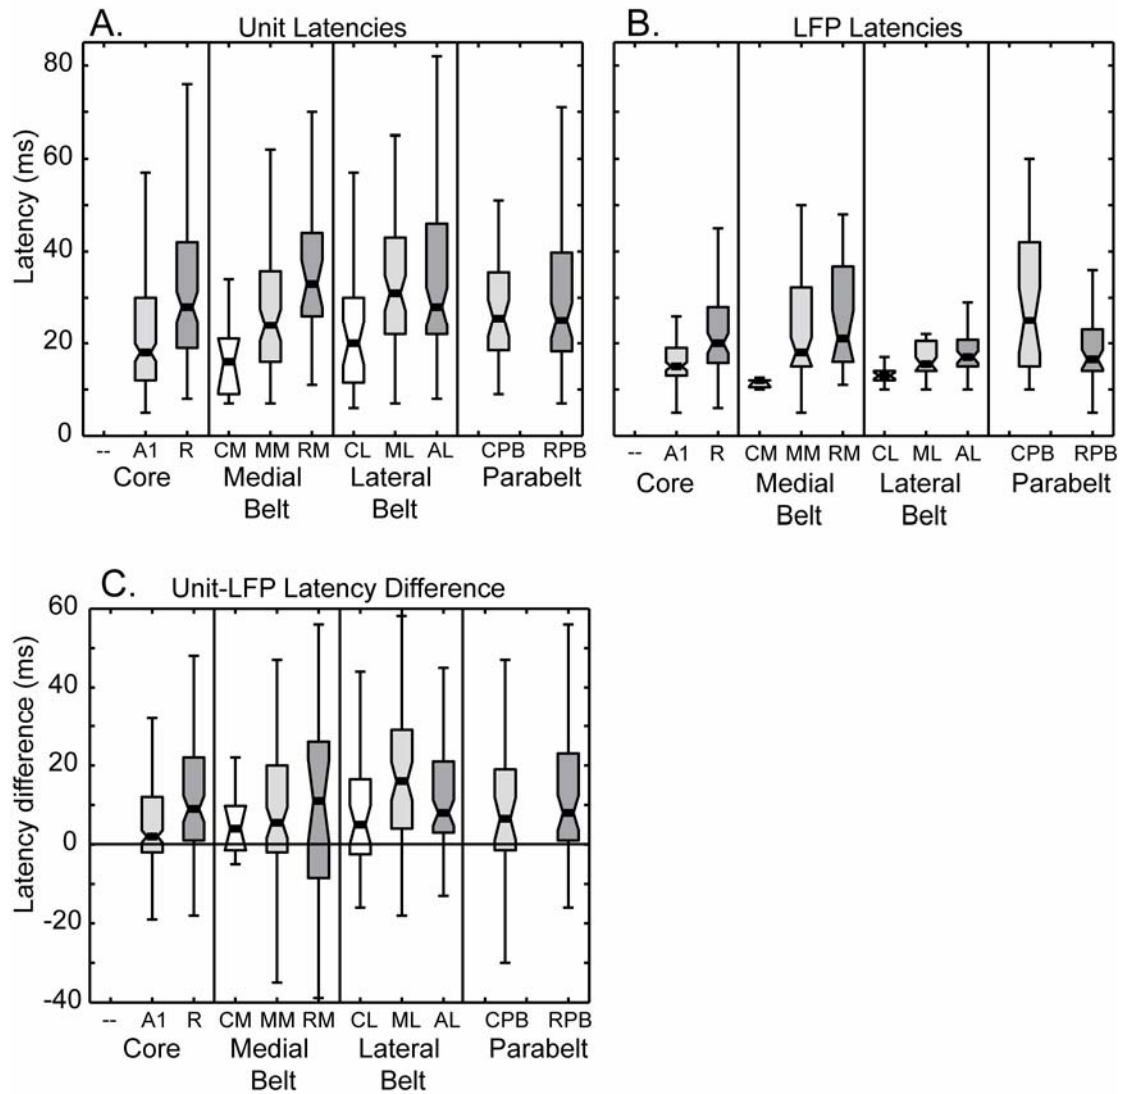 A.
Unit Latencies
Latency (ms)
80
60
40
20
0
-- A1 R CM MM RM CL ML AL CPB RPB
Core Medial Lateral Parabelt
Belt Belt
B.
LFP Latencies
-- A1 R CM MM RM CL ML AL CPB RPB
Core Medial Lateral Parabelt
Belt Belt
C.
Unit-LFP Latency Difference
Latency difference (ms)
60
40
20
0
-20
-40
-- A1 R CM MM RM CL ML AL CPB RPB
Core Medial Lateral Parabelt
Belt Belt